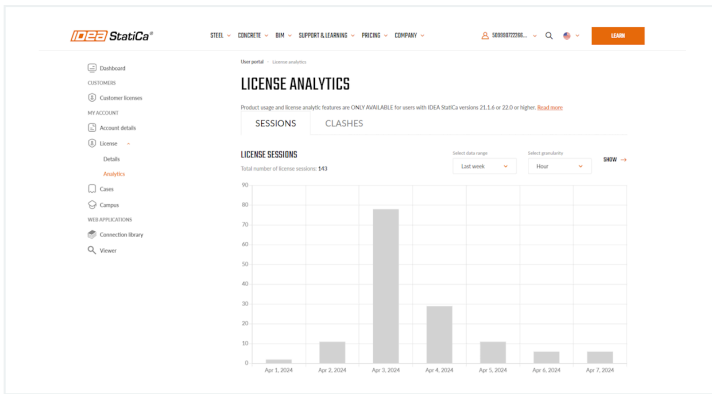 IDEA StatiCa®
STEEL CONCRETE BIM SUPPORT & LEARNING PRICING COMPANY LEARN
Dashboard
CUSTOMERS
Customer licenses
MY ACCOUNT
Account details
License
Details
Analytics
Cases
Campus
WEB APPLICATIONS
Connection library
Viewer
User portal License analytics
LICENSE ANALYTICS
Product usage and license analytic features are ONLY AVAILABLE for users with IDEA StatiCa versions 21.1.6 or 22.0 or higher. Read more
SESSIONS CLASHES
LICENSE SESSIONS
Total number of license sessions: 143
Select data range:
Last week
Select granularity:
Hour
SHOW →
90
80
70
60
50
40
30
20
10
0
Apr 1, 2024 Apr 2, 2024 Apr 3, 2024 Apr 4, 2024 Apr 5, 2024 Apr 6, 2024 Apr 7, 2024